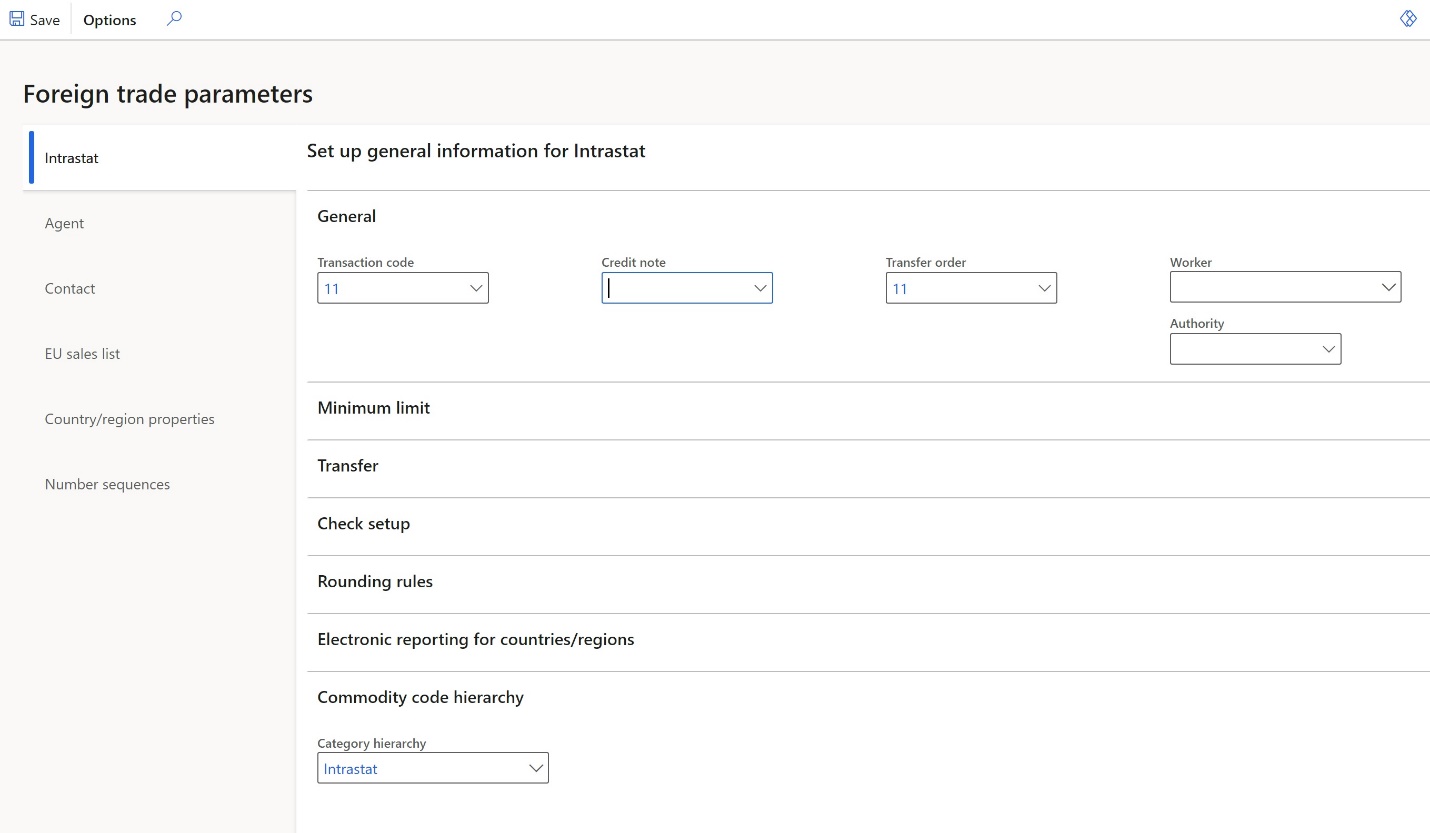 Save Options
Foreign trade parameters
Intrastat
Agent
Contact
EU sales list
Country/region properties
Number sequences
Set up general information for Intrastat
General
Transaction code Credit note Transfer order Worker
11 11
Authority
Minimum limit
Transfer
Check setup
Rounding rules
Electronic reporting for countries/regions
Commodity code hierarchy
Category hierarchy
Intrastat